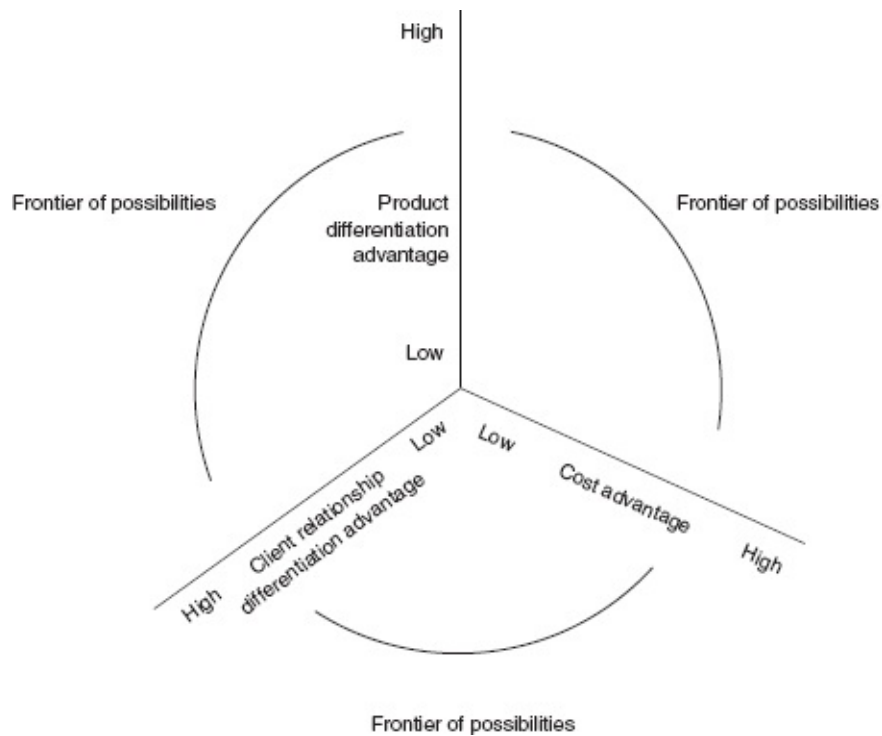 High
Frontier of possibilities
Product
differentiation
advantage
Frontier of possibilities
Low
Low
Low
Client relationship
differentiation advantage
High
Cost advantage
High
Frontier of possibilities